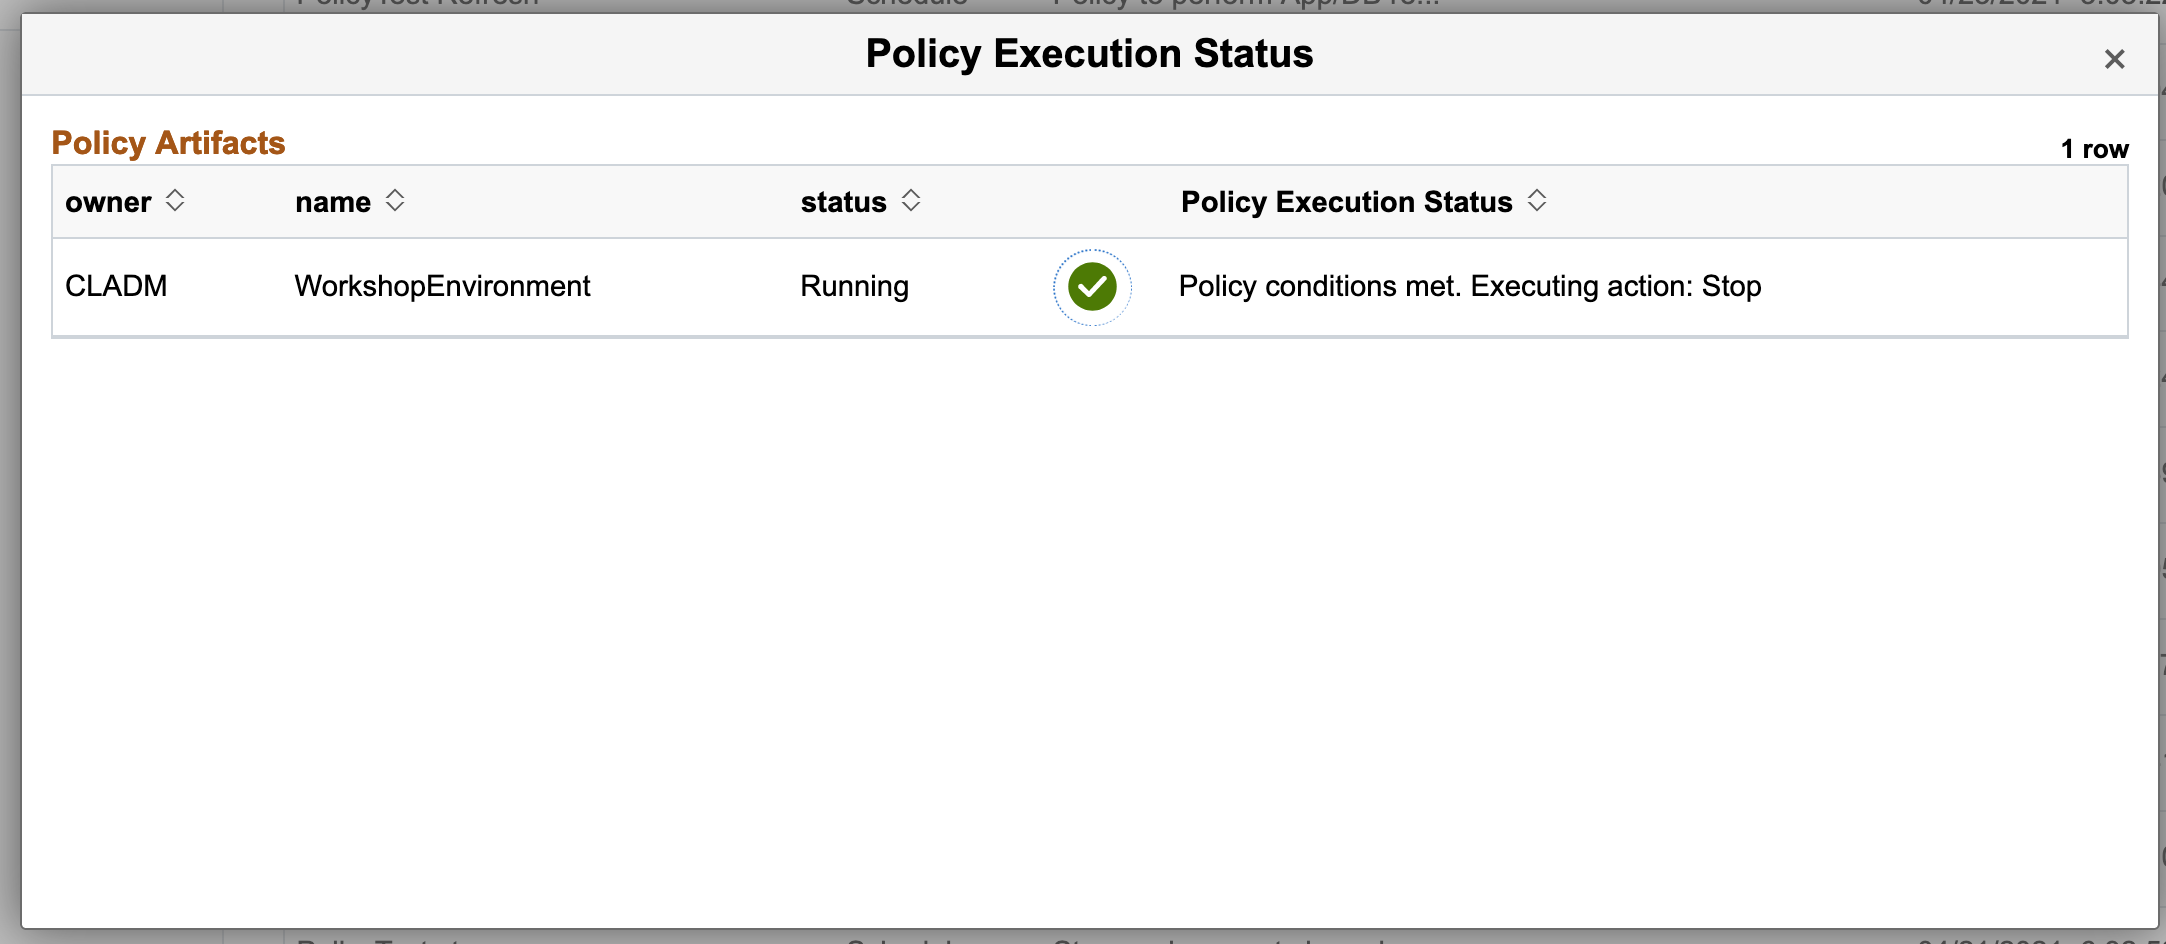 Policy Execution Status
Policy Artifacts
1 row
owner name status Policy Execution Status
CLADM WorkshopEnvironment Running Policy conditions met. Executing action: Stop